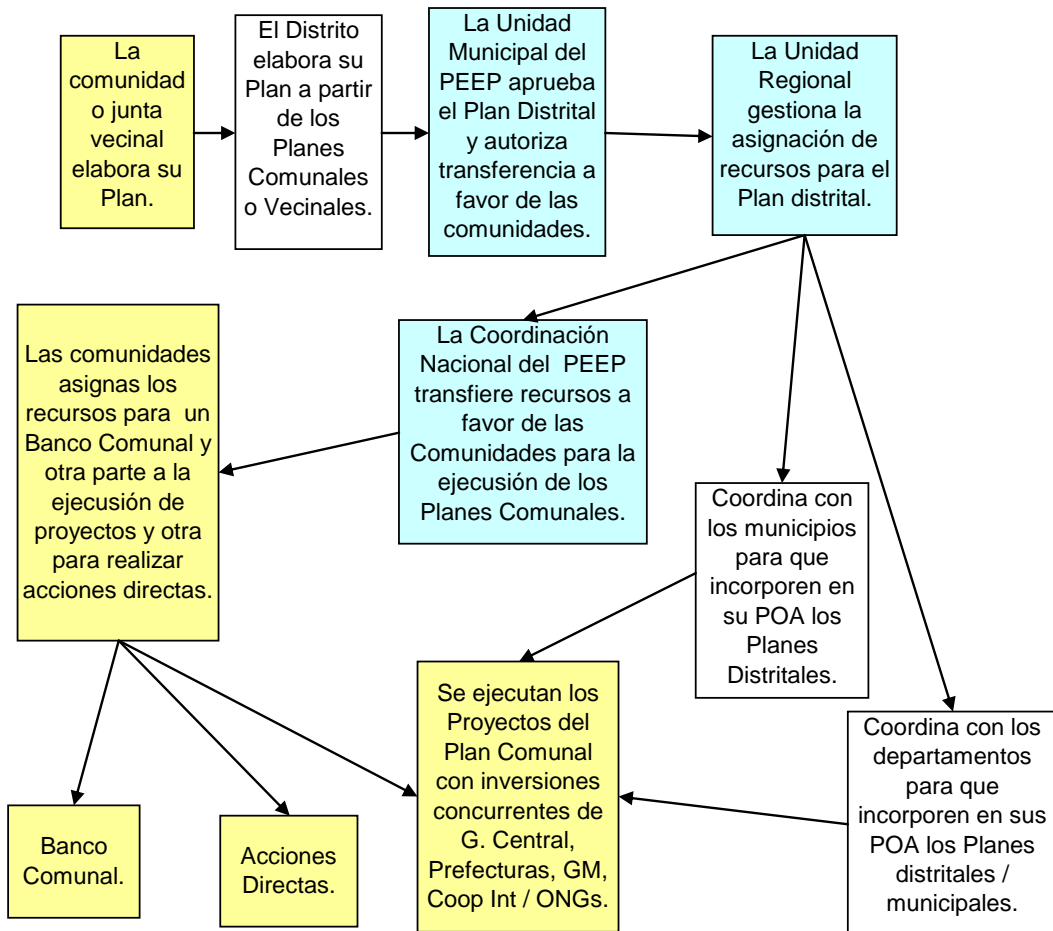 La
comunidad
o junta
vecinal
elabora su
Plan.
El Distrito
elabora su
Plan a partir
de los
Planes
Comunales
o Vecinales.
La Unidad
Municipal del
PEEP aprueba
el Plan Distrital
y autoriza
transferencia a
favor de las
comunidades.
La Unidad
Regional
gestiona la
asignación de
recursos para el
Plan distrital.
Las comunidades
asignas los
recursos para un
Banco Comunal y
otra parte a la
ejecución de
proyectos y otra
para realizar
acciones directas.
La Coordinación
Nacional del PEEP
transfiere recursos a
favor de las
Comunidades para la
ejecución de los
Planes Comunales.
Coordina con
los municipios
para que
incorporen en
su POA los
Planes
Distritales.
Se ejecutan los
Proyectos del
Plan Comunal
con inversiones
concurrentes de
G. Central,
Prefecturas, GM,
Coop Int / ONGs.
Coordina con los
departamentos
para que
incorporen en sus
POA los Planes
distritales /
municipales.
Banco
Comunal.
Acciones
Directas.